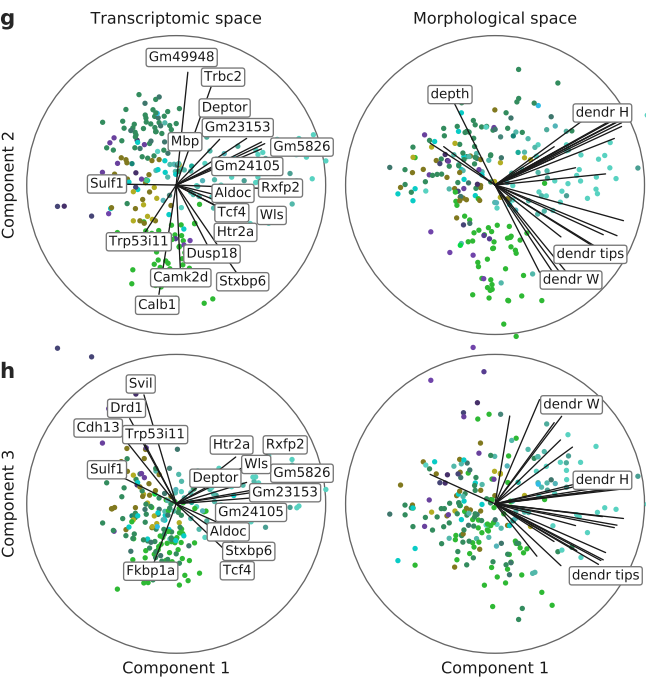 g
Transcriptomic space
Morphological space
Component 2
Gm49948
Trbc2
Deptor
Gm23153
Mbp
Gm5826
Gm24105
Sulf1
Aldoc
Rxfp2
Tcf4
Wls
Htr2a
Trp53i11
Dusp18
Camk2d
Stxbp6
Calb1
depth
dendr H
dendr tips
dendr W
h
Component 3
Svil
Drd1
Cdh13
Trp53i11
Htr2a
Rxfp2
Wls
Sulf1
Deptor
Gm5826
Gm23153
Gm24105
Aldoc
Stxbp6
Fkbp1a
Tcf4
dendr W
dendr H
dendr tips
Component 1
Component 1